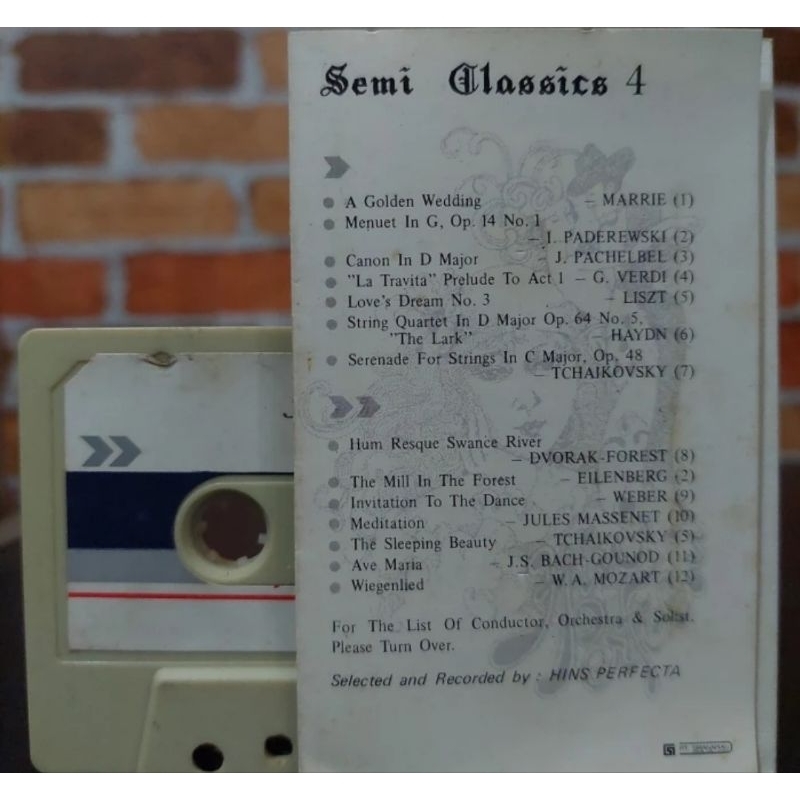 Semi Classics 4
A Golden Wedding – MARRIE (1)
Menuet In G, Op. 14 No. 1
– I. PADEREWSKI (2)
Canon In D Major – J. PACHELBEL (3)
"La Travita" Prelude To Act 1 – G. VERDI (4)
Love's Dream No. 3 – LISZT (5)
String Quartet In D Major Op. 64 No. 5,
"The Lark" – HAYDN (6)
Serenade For Strings In C Major, Op. 48
– TCHAIKOVSKY (7)
Hum Resque Swance River
– DVORAK-FOREST (8)
The Mill In The Forest – EILENBERG (2)
Invitation To The Dance – WEBER (9)
Meditation – JULES MASSENET (10)
The Sleeping Beauty – TCHAIKOVSKY (5)
Ave Maria – J.S. BACH-GOUNOD (11)
Wiegenlied – W.A. MOZART (12)
For The List Of Conductor, Orchestra & Solist.
Please Turn Over.
Selected and Recorded by : HINS PERFECTA